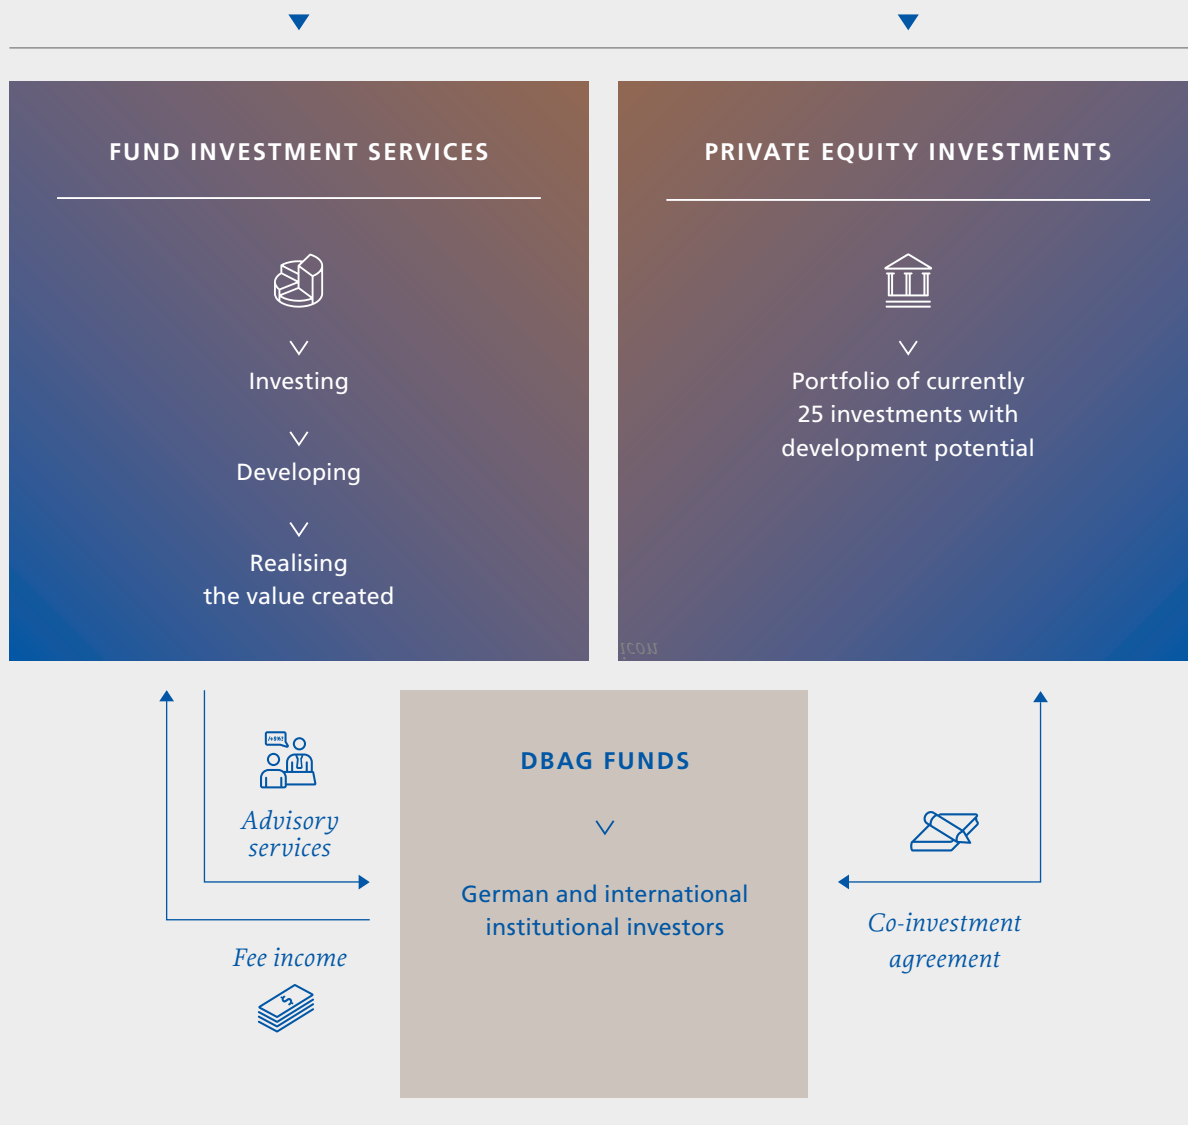 FUND INVESTMENT SERVICES
Investing
Developing
Realising
the value created
PRIVATE EQUITY INVESTMENTS
Portfolio of currently
25 investments with
development potential
icon
Advisory
services
Fee income
DBAG FUNDS
German and international
institutional investors
Co-investment
agreement